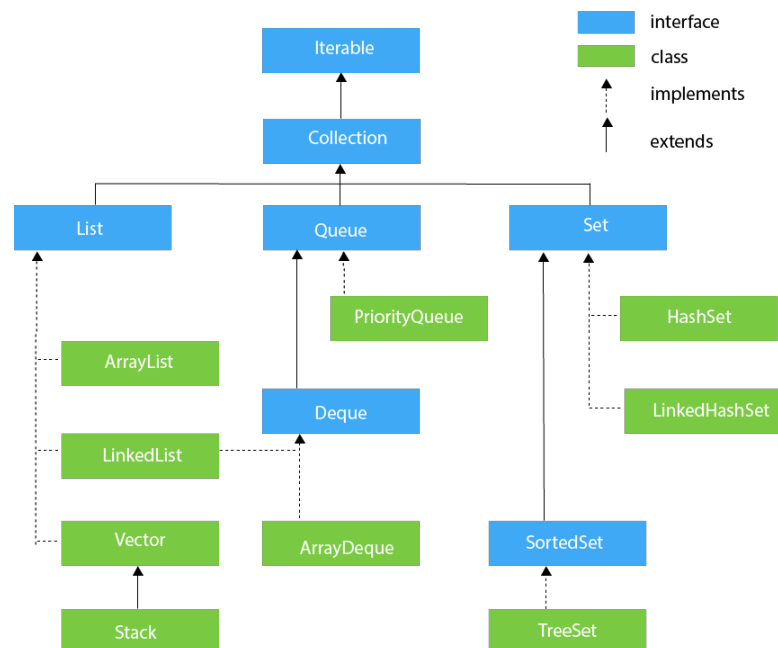 interface
Iterable
class
implements
Collection
extends
List
Queue
Set
PriorityQueue
HashSet
ArrayList
Deque
LinkedHashSet
LinkedList
Vector
ArrayDeque
SortedSet
Stack
TreeSet